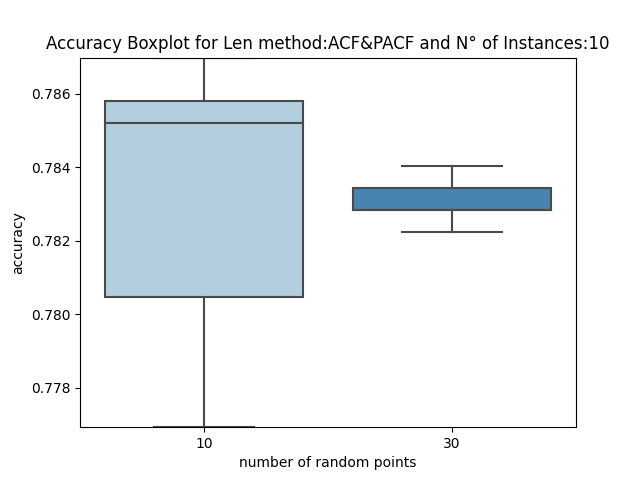 Accuracy Boxplot for Len method:ACF&PACF and N° of Instances:10
0.786
0.784
0.782
0.780
0.778
accuracy
10 30
number of random points